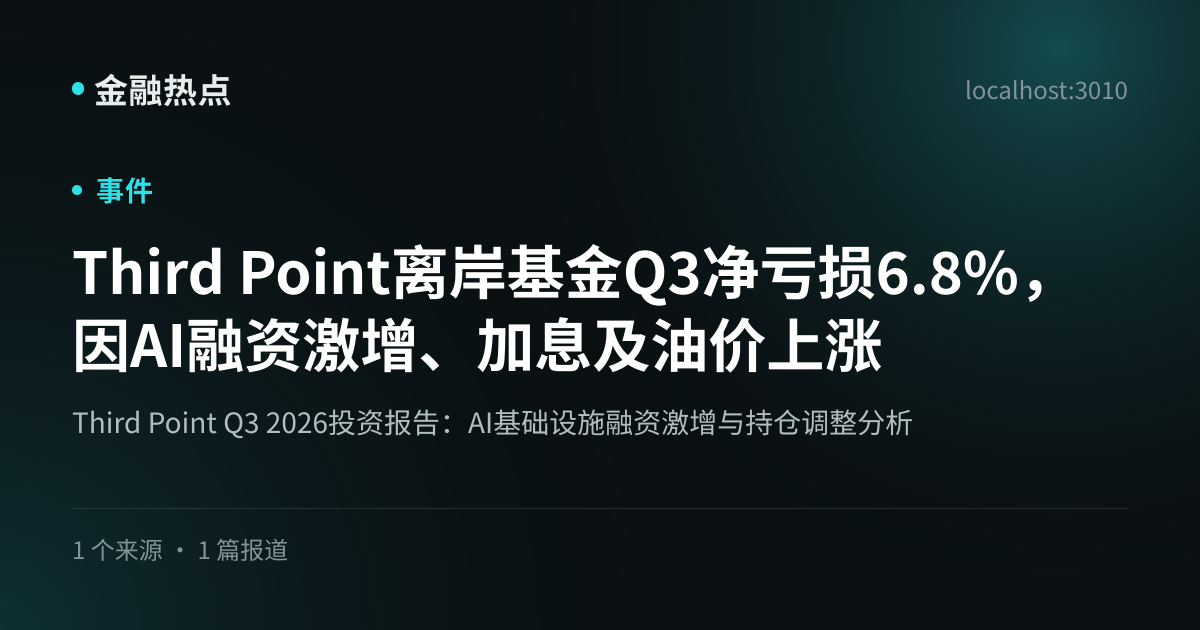 金融热点
localhost:3010
事件
Third Point离岸基金Q3净亏损6.8%，
因AI融资激增、加息及油价上涨
Third Point Q3 2026投资报告：AI基础设施融资激增与持仓调整分析
1 个来源 · 1 篇报道